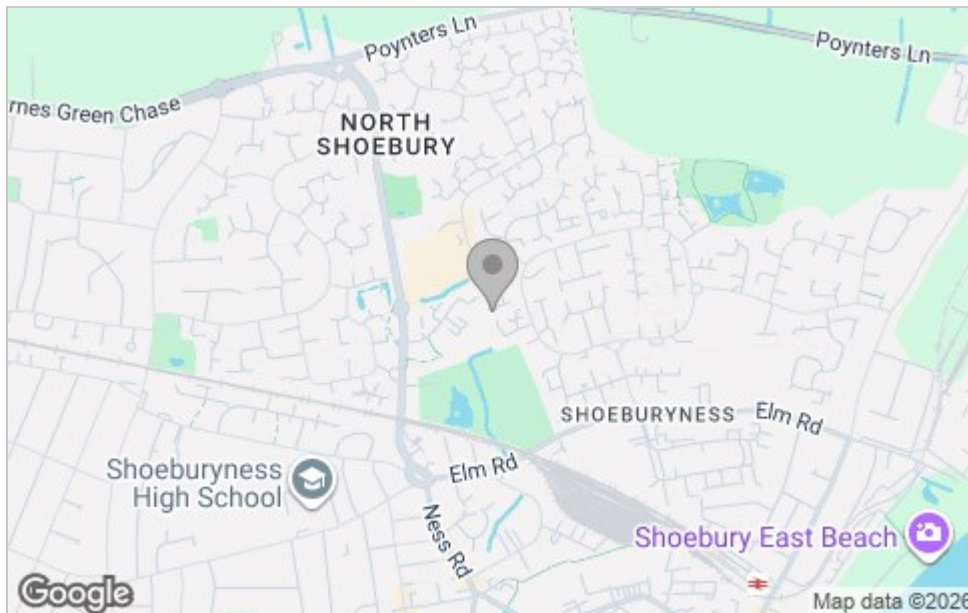 Poynters Ln
Poynters Ln
rnes Green Chase
NORTH
SHOEBURY
SHOEBURYNESS
Elm Rd
Shoeburyness
High School
Elm Rd
Ness Rd
Shoebury East Beach
Google
Map data ©2026